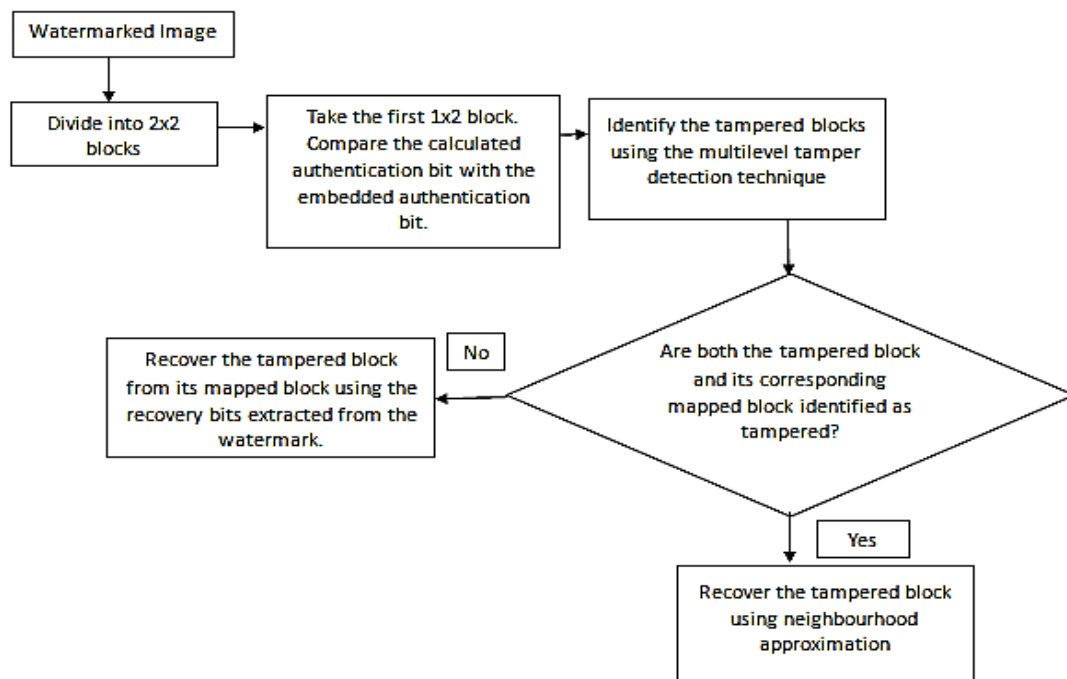 Watermarked Image
Divide into 2x2
blocks
Take the first 1x2 block.
Compare the calculated
authentication bit with the
embedded authentication
bit.
Identify the tampered blocks
using the multilevel tamper
detection technique
Are both the tampered block
and its corresponding
mapped block identified as
tampered?
No
Recover the tampered block
from its mapped block using the
recovery bits extracted from the
watermark.
Yes
Recover the tampered block
using neighbourhood
approximation